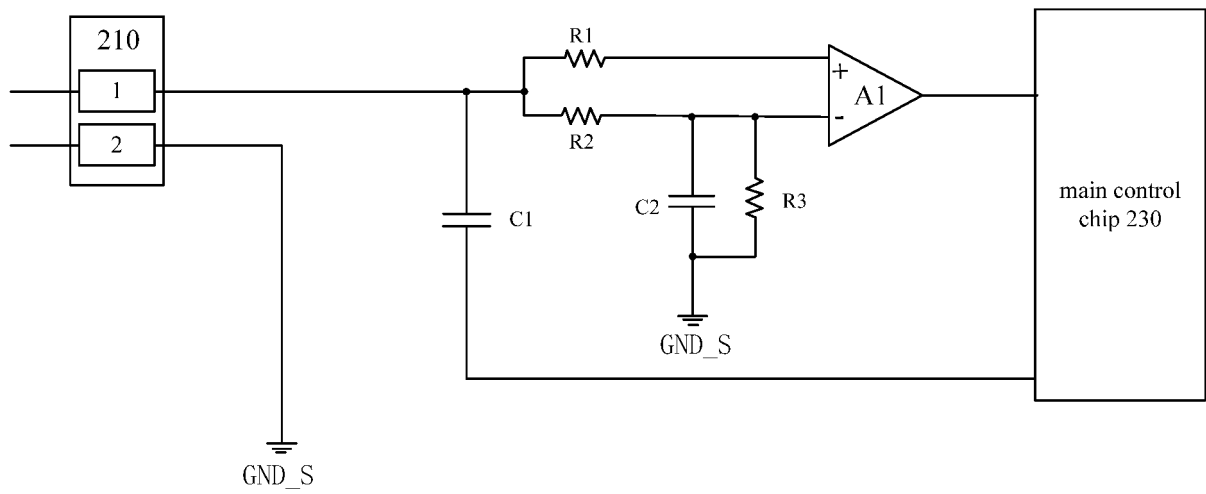 210
1
2
R1
R2
+
-
A1
C1
C2
R3
GND_S
GND_S
main control
chip 230